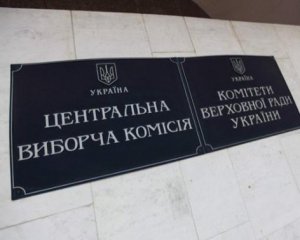 УКРАЇНА
ЦЕНТРАЛЬНА
ВИБОРЧА КОМІСІЯ
УКРАЇНА
КОМІТЕТИ
ВЕРХОВНОЇ РАДИ
УКРАЇНИ